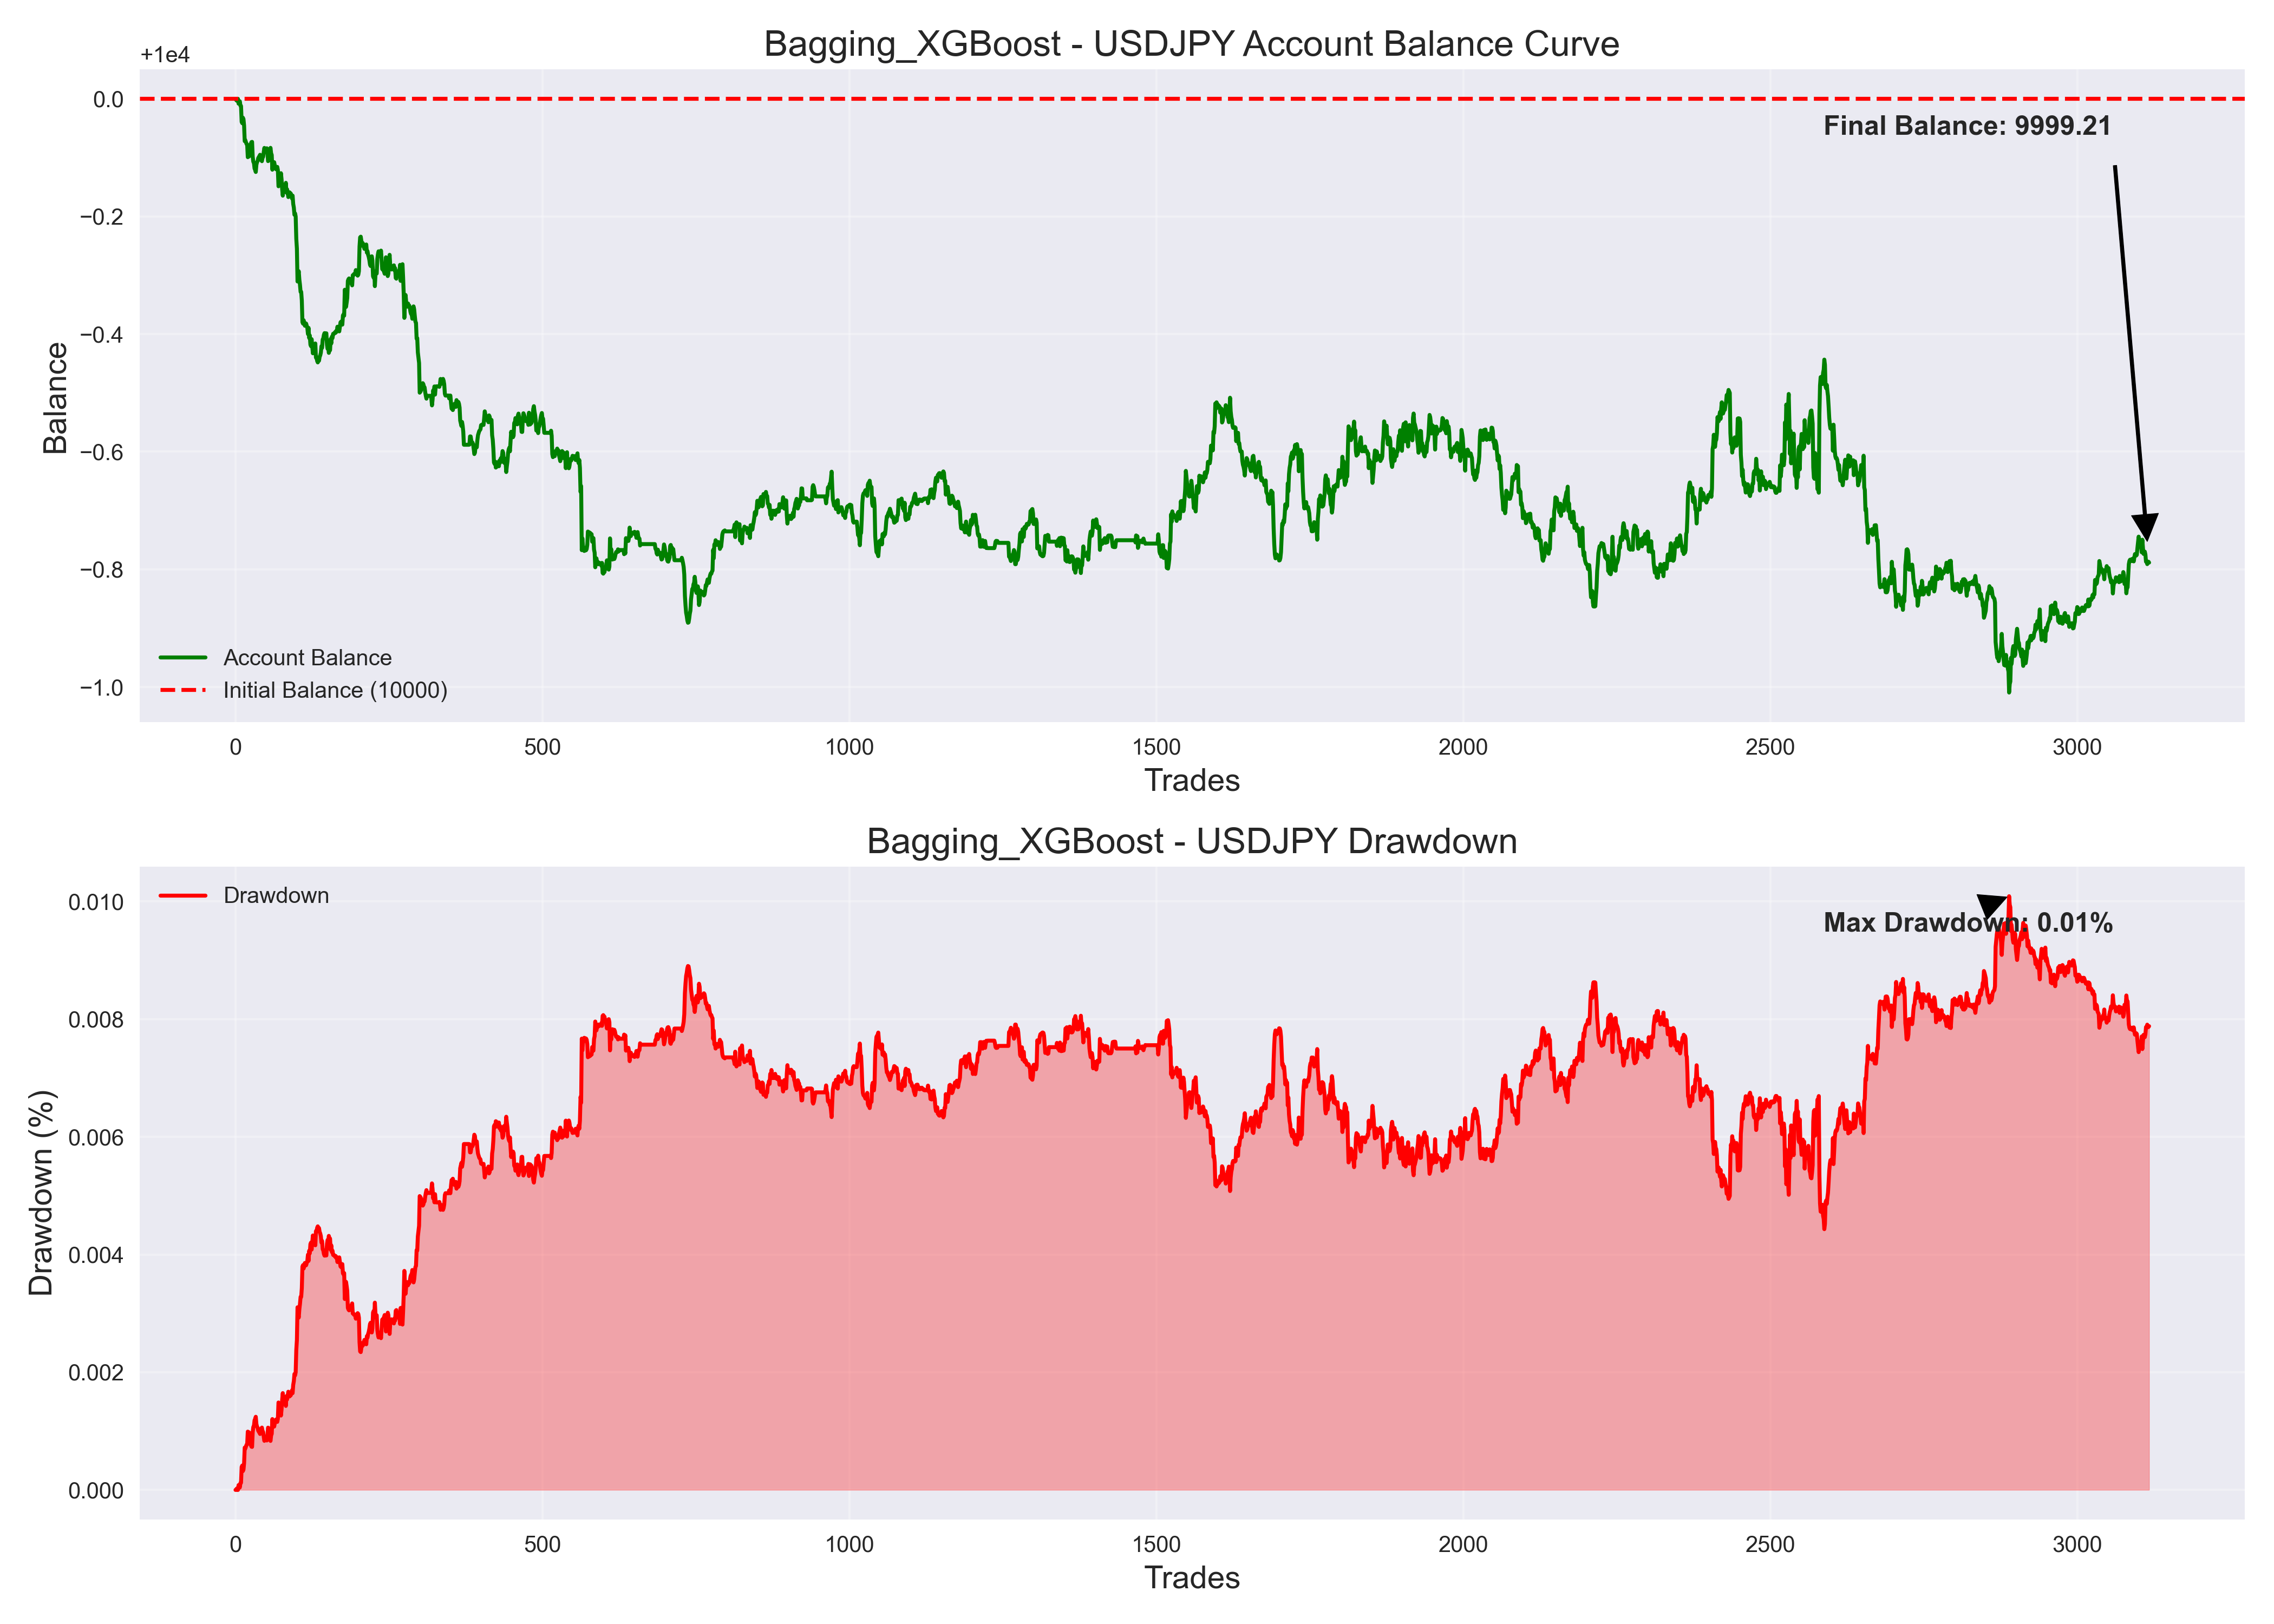 Bagging_XGBoost - USDJPY Account Balance Curve
+1e4
0.0
−0.2
−0.4
−0.6
−0.8
−1.0
Balance
Final Balance: 9999.21
Account Balance
Initial Balance (10000)
0 500 1000 1500 2000 2500 3000
Trades
Bagging_XGBoost - USDJPY Drawdown
0.010
0.008
0.006
0.004
0.002
0.000
Drawdown (%)
Drawdown
Max Drawdown: 0.01%
0 500 1000 1500 2000 2500 3000
Trades